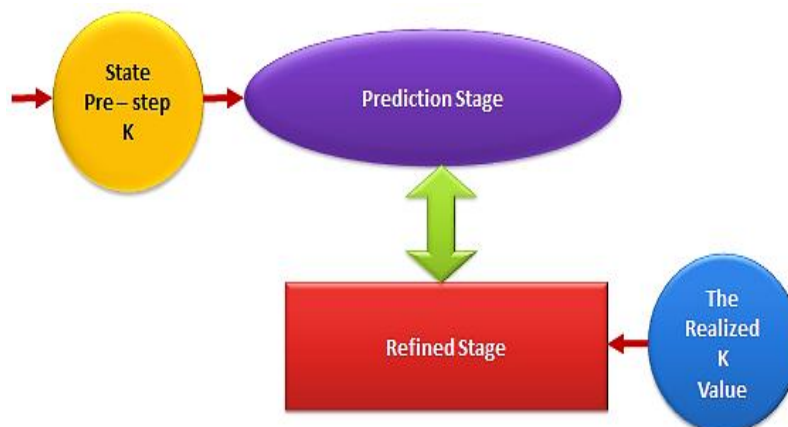 State
Pre – step
K
Prediction Stage
Refined Stage
The
Realized
K
Value